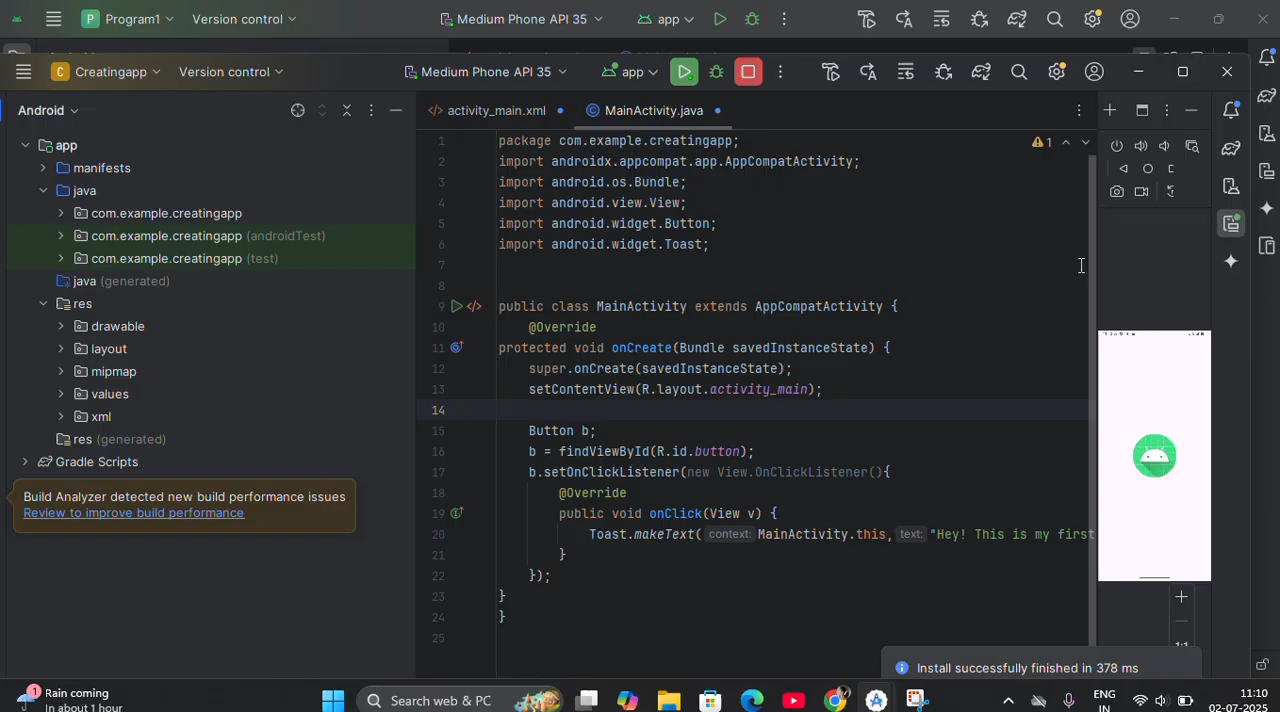 P Program1 Version control Medium Phone API 35 app
C Creatingapp Version control Medium Phone API 35 app
Android
activity_main.xml
MainActivity.java
app
manifests
java
com.example.creatingapp
com.example.creatingapp (androidTest)
com.example.creatingapp (test)
java (generated)
res
drawable
layout
mipmap
values
xml
res (generated)
Gradle Scripts
Build Analyzer detected new build performance issues
Review to improve build performance
1
1 package com.example.creatingapp;
2 import androidx.appcompat.app.AppCompatActivity;
3 import android.os.Bundle;
4 import android.view.View;
5 import android.widget.Button;
6 import android.widget.Toast;
7
8
9 public class MainActivity extends AppCompatActivity {
10 @Override
11 protected void onCreate(Bundle savedInstanceState) {
12 super.onCreate(savedInstanceState);
13 setContentView(R.layout.activity_main);
14
15 Button b;
16 b = findViewById(R.id.button);
17 b.setOnClickListener(new View.OnClickListener(){
18 @Override
19 public void onClick(View v) {
20 Toast.makeText( context: MainActivity.this, text: "Hey! This is my first
21 }
22 });
23 }
24 }
25
1:1
Install successfully finished in 378 ms
1 Rain coming
In about 1 hour
Search web & PC
ENG
IN
11:10
02-07-2025